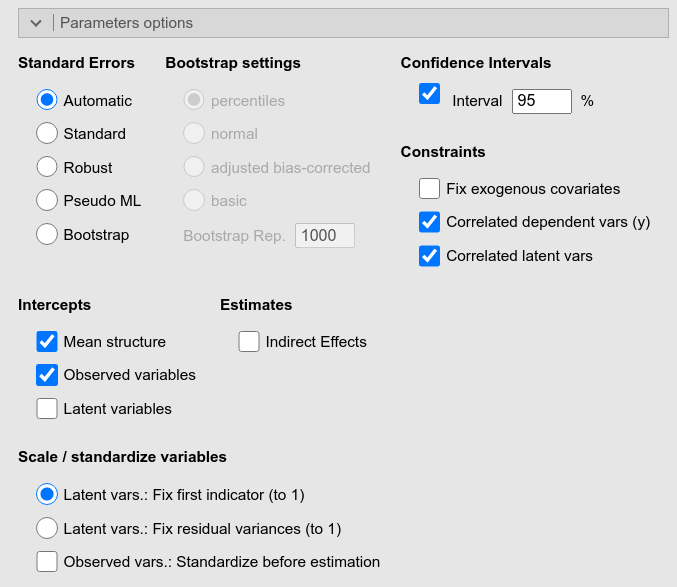 Parameters options
Standard Errors
Automatic
Standard
Robust
Pseudo ML
Bootstrap
Bootstrap settings
percentiles
normal
adjusted bias-corrected
basic
Bootstrap Rep. 1000
Confidence Intervals
Interval 95 %
Constraints
Fix exogenous covariates
Correlated dependent vars (y)
Correlated latent vars
Intercepts
Mean structure
Observed variables
Latent variables
Estimates
Indirect Effects
Scale / standardize variables
Latent vars.: Fix first indicator (to 1)
Latent vars.: Fix residual variances (to 1)
Observed vars.: Standardize before estimation